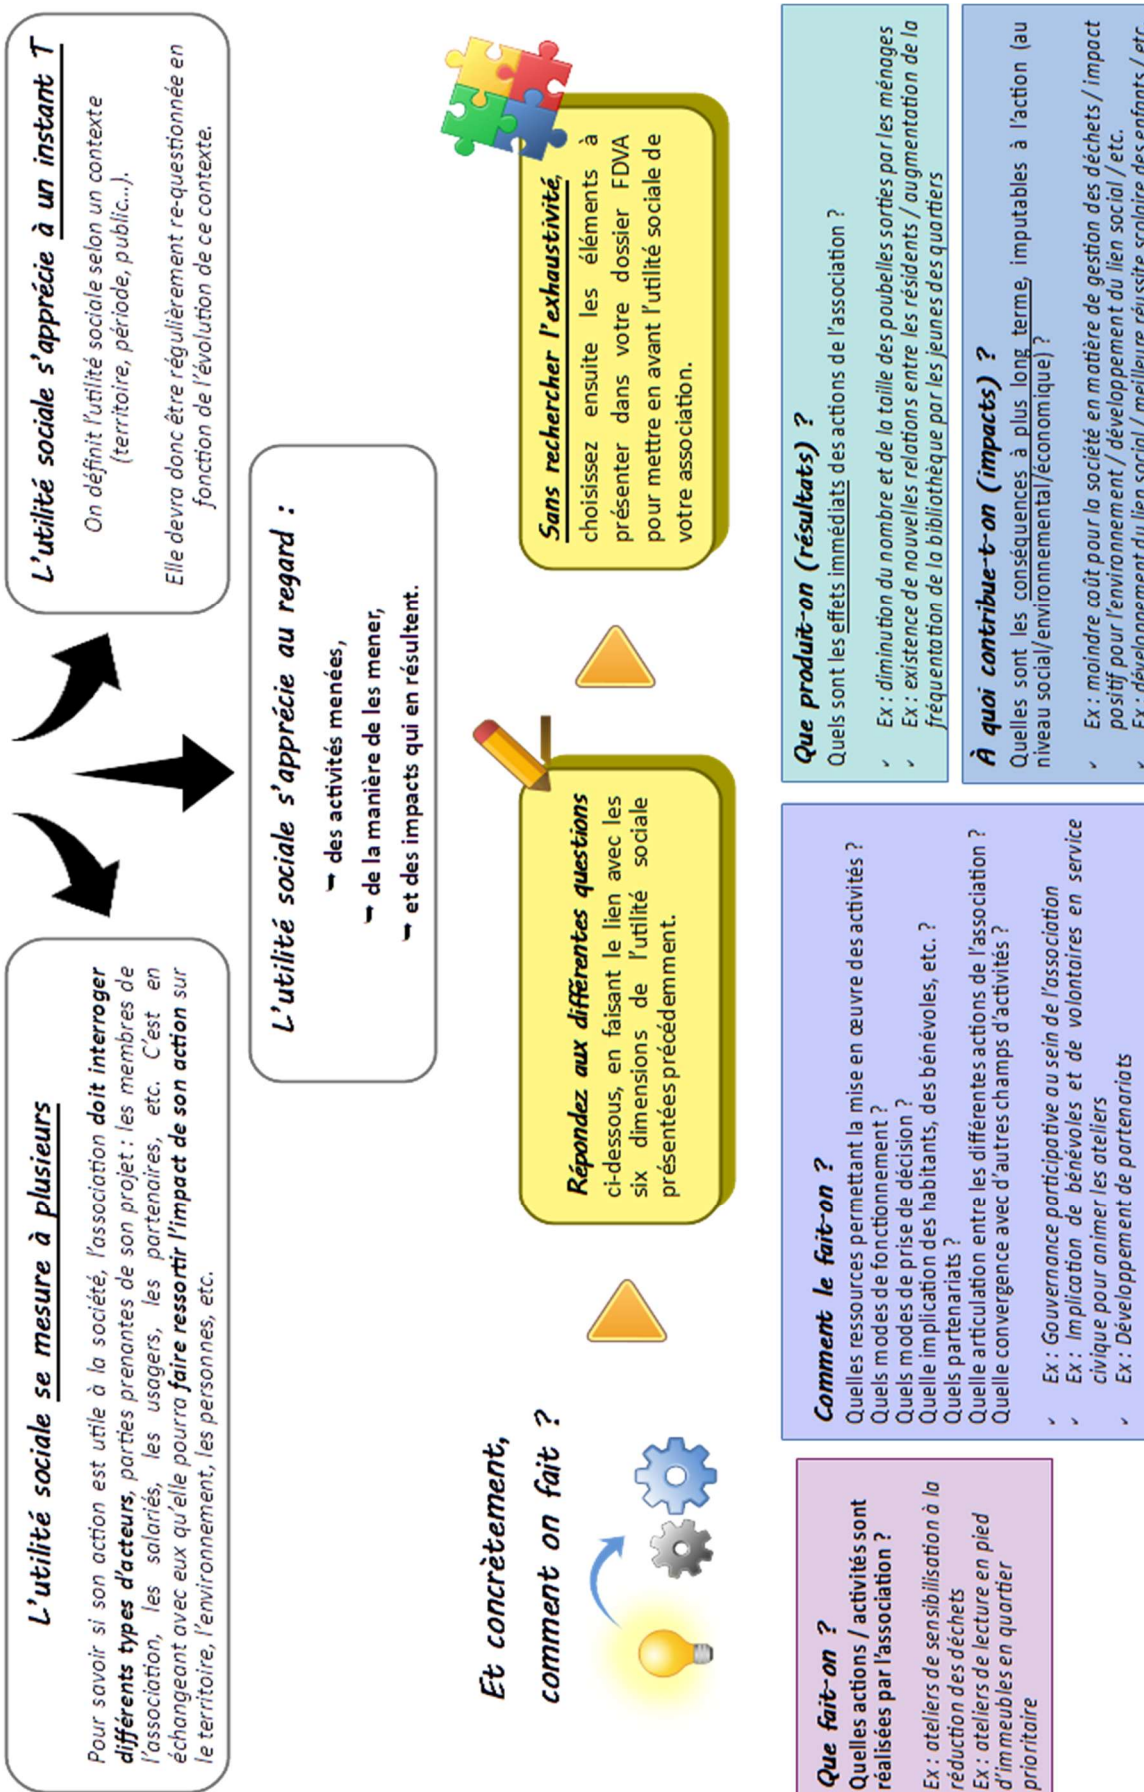 L'utilité sociale se mesure à plusieurs
Pour savoir si son action est utile à la société, l'association doit interroger
différents types d'acteurs, parties prenantes de son projet : les membres de
l'association, les salariés, les usagers, les partenaires, etc. C'est en
échangeant avec eux qu'elle pourra faire ressortir l'impact de son action sur
le territoire, l'environnement, les personnes, etc.
L'utilité sociale s'apprécie à un instant T
On définit l'utilité sociale selon un contexte
(territoire, période, public...).
Elle devra donc être régulièrement re-questionnée en
fonction de l'évolution de ce contexte.
L'utilité sociale s'apprécie au regard :
des activités menées,
de la manière de les mener,
et des impacts qui en résultent.
Et concrètement,
comment on fait ?
Répondez aux différentes questions
ci-dessous, en faisant le lien avec les
six dimensions de l'utilité sociale
présentées précédemment.
Sans rechercher l'exhaustivité,
choisissez ensuite les éléments à
présenter dans votre dossier FDVA
pour mettre en avant l'utilité sociale de
votre association.
Que fait-on ?
Quelles actions / activités sont
réalisées par l'association ?
Ex : ateliers de sensibilisation à la
réduction des déchets
Ex : ateliers de lecture en pied
d'immeubles en quartier
prioritaire
Comment le fait-on ?
Quelles ressources permettant la mise en œuvre des activités ?
Quels modes de fonctionnement ?
Quels modes de prise de décision ?
Quelle implication des habitants, des bénévoles, etc. ?
Quels partenariats ?
Quelle articulation entre les différentes actions de l'association ?
Quelle convergence avec d'autres champs d'activités ?
✓ Ex : Gouvernance participative au sein de l'association
✓ Ex : Implication de bénévoles et de volontaires en service
civique pour animer les ateliers
✓ Ex : Développement de partenariats
Que produit-on (résultats) ?
Quels sont les effets immédiats des actions de l'association ?
✓ Ex : diminution du nombre et de la taille des poubelles sorties par les ménages
✓ Ex : existence de nouvelles relations entre les résidents / augmentation de la
fréquentation de la bibliothèque par les jeunes des quartiers
À quoi contribue-t-on (impacts) ?
Quelles sont les conséquences à plus long terme, imputables à l'action (au
niveau social/environnemental/économique) ?
✓ Ex : moindre coût pour la société en matière de gestion des déchets / impact
positif pour l'environnement / développement du lien social / etc.
✓ Ex : développement du lien social / meilleure réussite scolaire des enfants / etc.